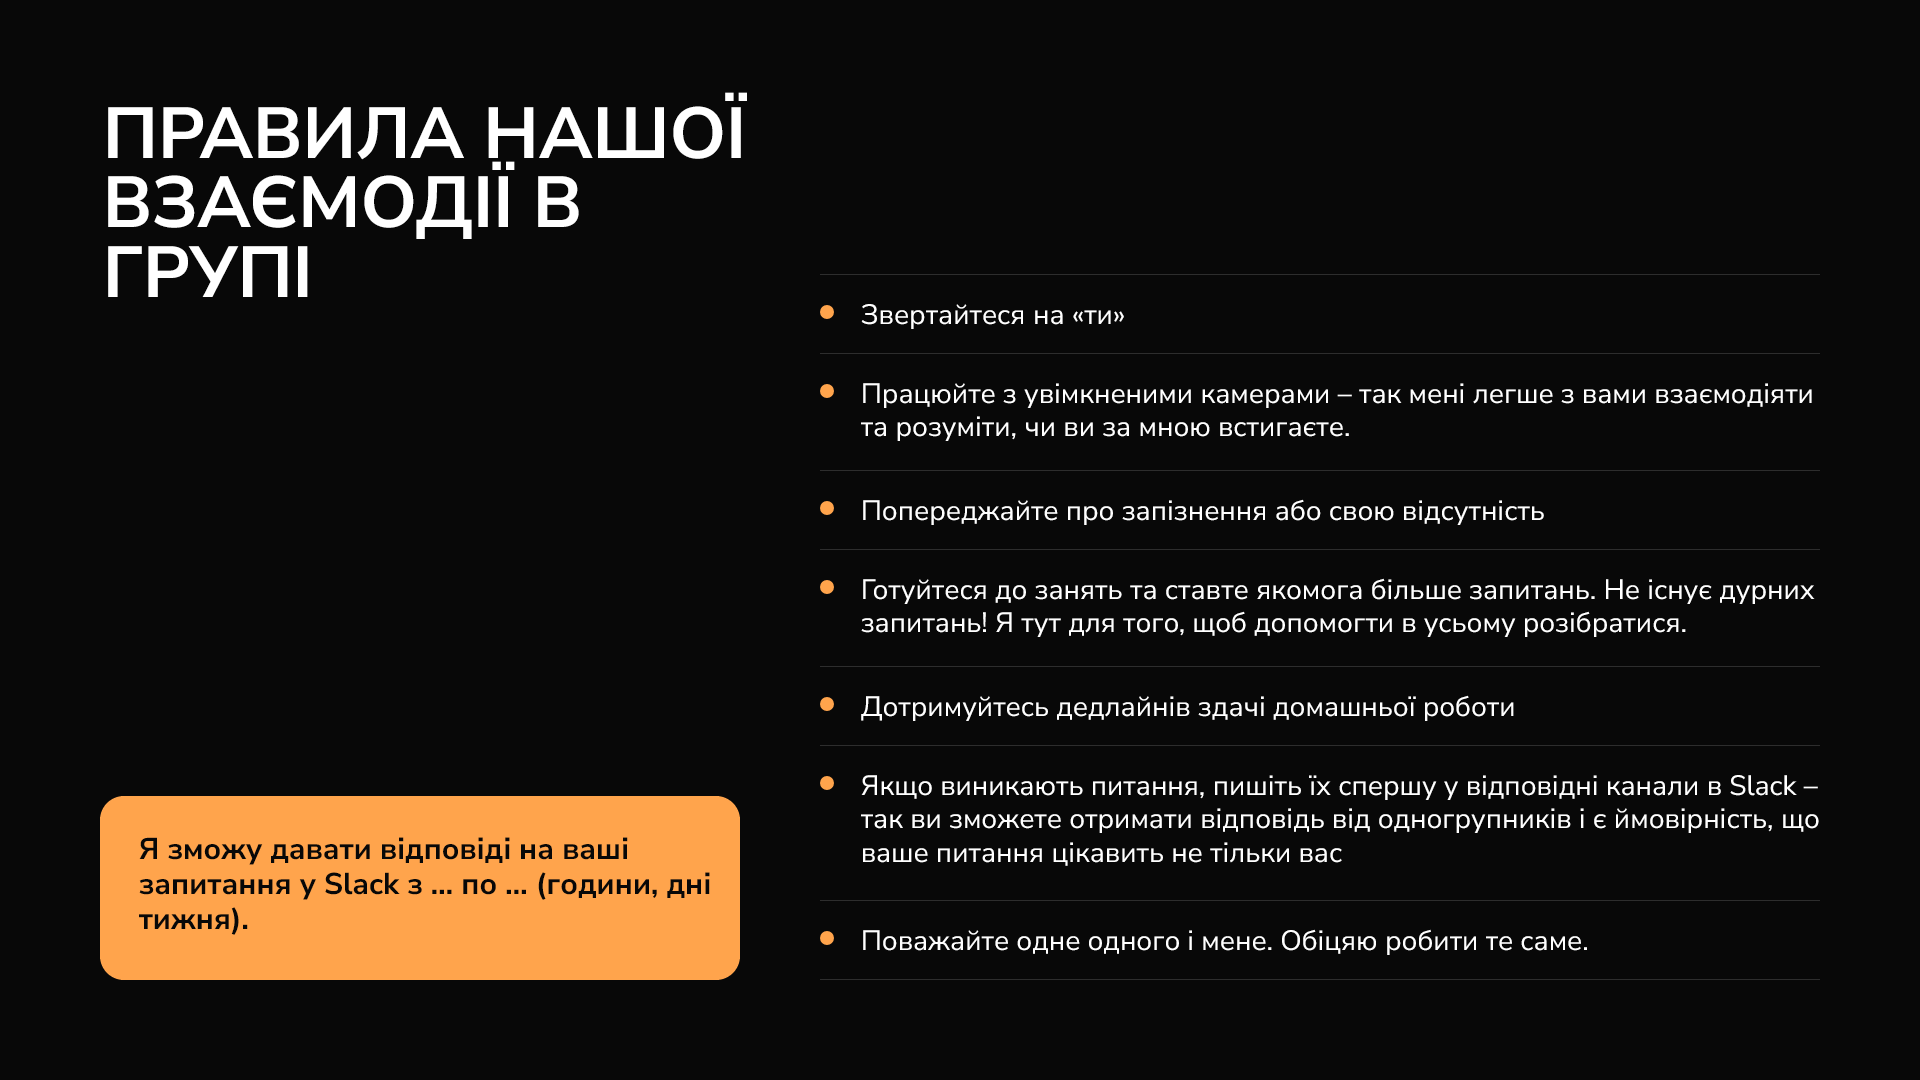 ПРАВИЛА НАШОЇ
ВЗАЄМОДІЇ В
ГРУПІ
Звертайтеся на «ти»
Працюйте з увімкненими камерами – так мені легше з вами взаємодіяти
та розуміти, чи ви за мною встигаєте.
Попереджайте про запізнення або свою відсутність
Готуйтеся до занять та ставте якомога більше запитань. Не існує дурних
запитань! Я тут для того, щоб допомогти в усьому розібратися.
Дотримуйтесь дедлайнів здачі домашньої роботи
Якщо виникають питання, пишіть їх спершу у відповідні канали в Slack –
так ви зможете отримати відповідь від одногрупників і є ймовірність, що
ваше питання цікавить не тільки вас
Поважайте одне одного і мене. Обіцяю робити те саме.
Я зможу давати відповіді на ваші
запитання у Slack з ... по ... (години, дні
тижня).